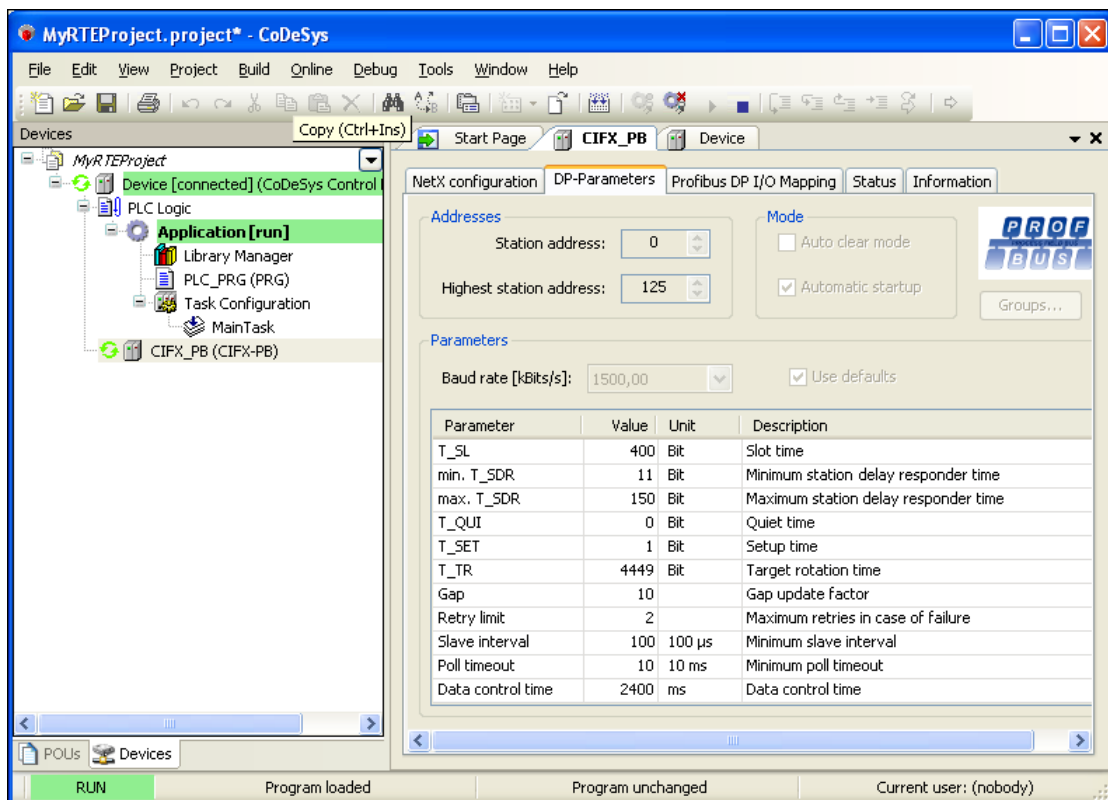 MyRTEProject.project* - CoDeSys
File Edit View Project Build Online Debug Tools Window Help
Copy (Ctrl+Ins)
Devices
MyRTEProject
Device [connected] (CoDeSys Control
PLC Logic
Application [run]
Library Manager
PLC_PRG (PRG)
Task Configuration
MainTask
CIFX_PB (CIFX-PB)
POUs Devices
Start Page CIFX_PB Device
NetX configuration DP-Parameters Profibus DP I/O Mapping Status Information
Addresses
Station address: 0
Highest station address: 125
Mode
Auto clear mode
Automatic startup
PROF
PROCESS FIELD BUS
BUS
Groups...
Parameters
Baud rate [kBits/s]: 1500,00 Use defaults
Parameter Value Unit Description
T_SL 400 Bit Slot time
min. T_SDR 11 Bit Minimum station delay responder time
max. T_SDR 150 Bit Maximum station delay responder time
T_QUI 0 Bit Quiet time
T_SET 1 Bit Setup time
T_TR 4449 Bit Target rotation time
Gap 10 Gap update factor
Retry limit 2 Maximum retries in case of failure
Slave interval 100 100 µs Minimum slave interval
Poll timeout 10 10 ms Minimum poll timeout
Data control time 2400 ms Data control time
RUN Program loaded Program unchanged Current user: (nobody)